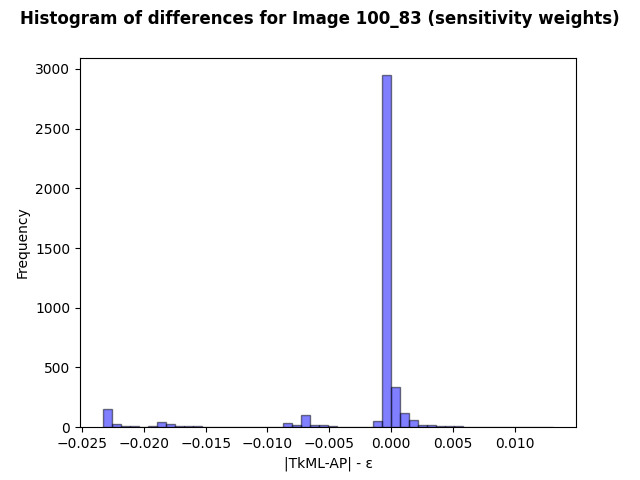 Histogram of differences for Image 100_83 (sensitivity weights)
3000
2500
2000
1500
1000
500
0
Frequency
−0.025 −0.020 −0.015 −0.010 −0.005 0.000 0.005 0.010
|TkML-AP| - ε